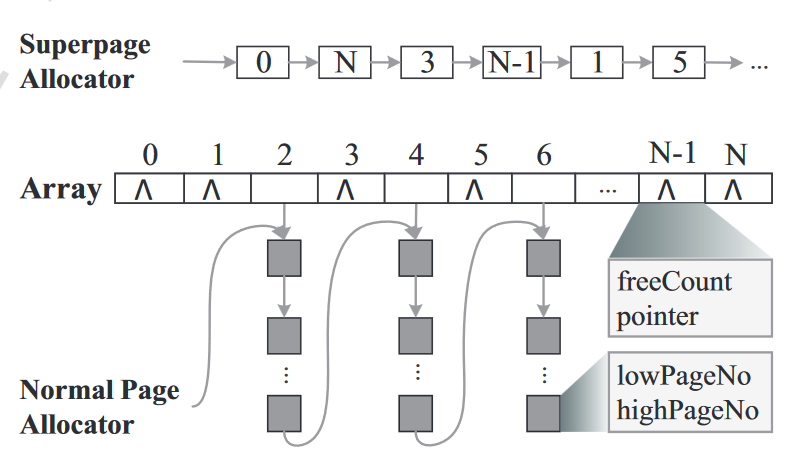 Superpage
Allocator
0 N 3 N-1 1 5 ...
0 1 2 3 4 5 6 N-1 N
Array Λ Λ Λ Λ ... Λ Λ
freeCount
pointer
⋮ ⋮ ⋮
lowPageNo
highPageNo
Normal Page
Allocator